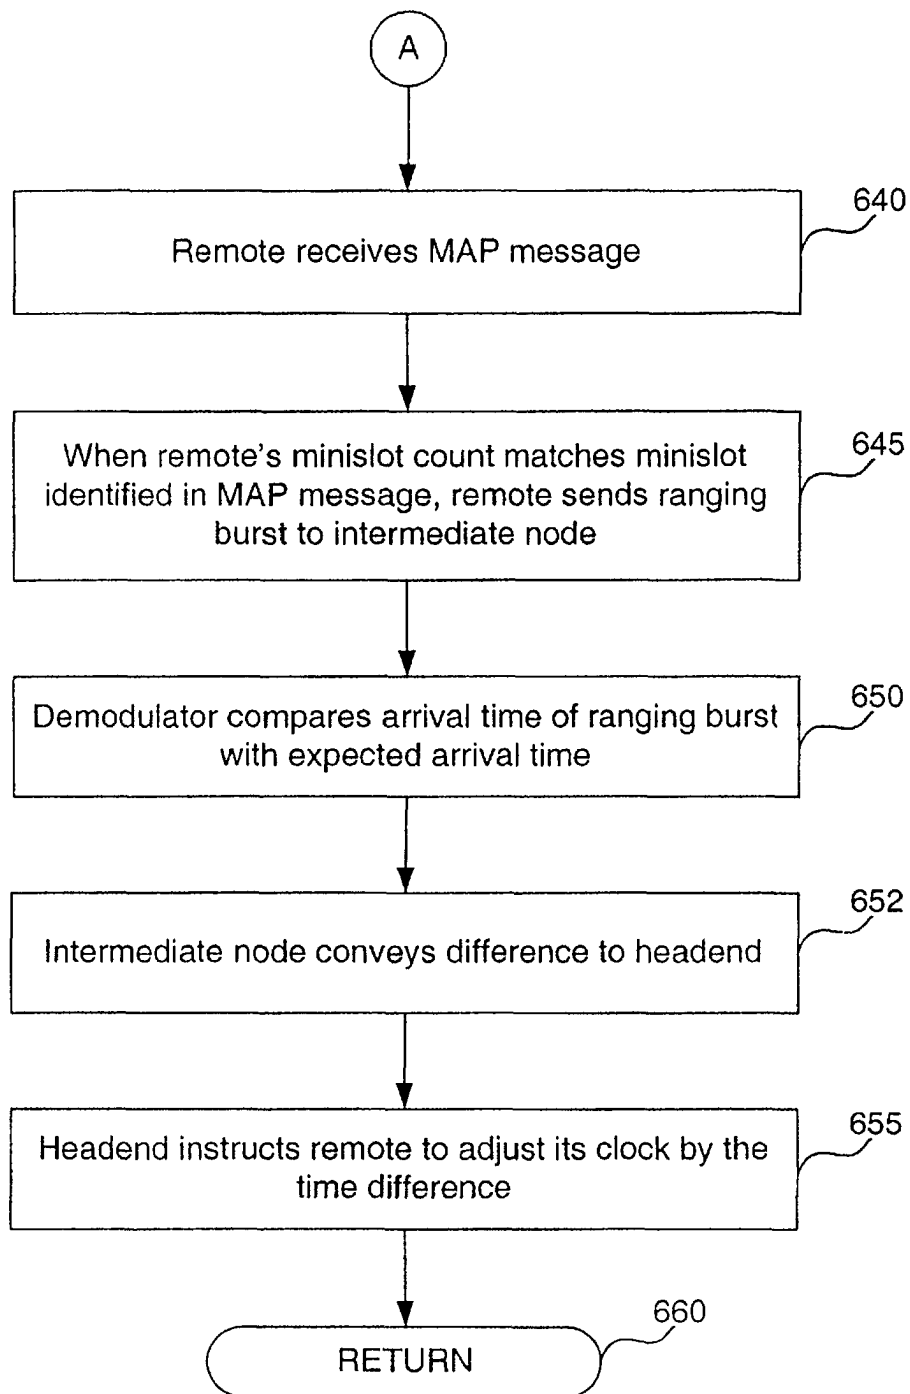 A
640
Remote receives MAP message
645
When remote's minislot count matches minislot
identified in MAP message, remote sends ranging
burst to intermediate node
650
Demodulator compares arrival time of ranging burst
with expected arrival time
652
Intermediate node conveys difference to headend
655
Headend instructs remote to adjust its clock by the
time difference
660
RETURN